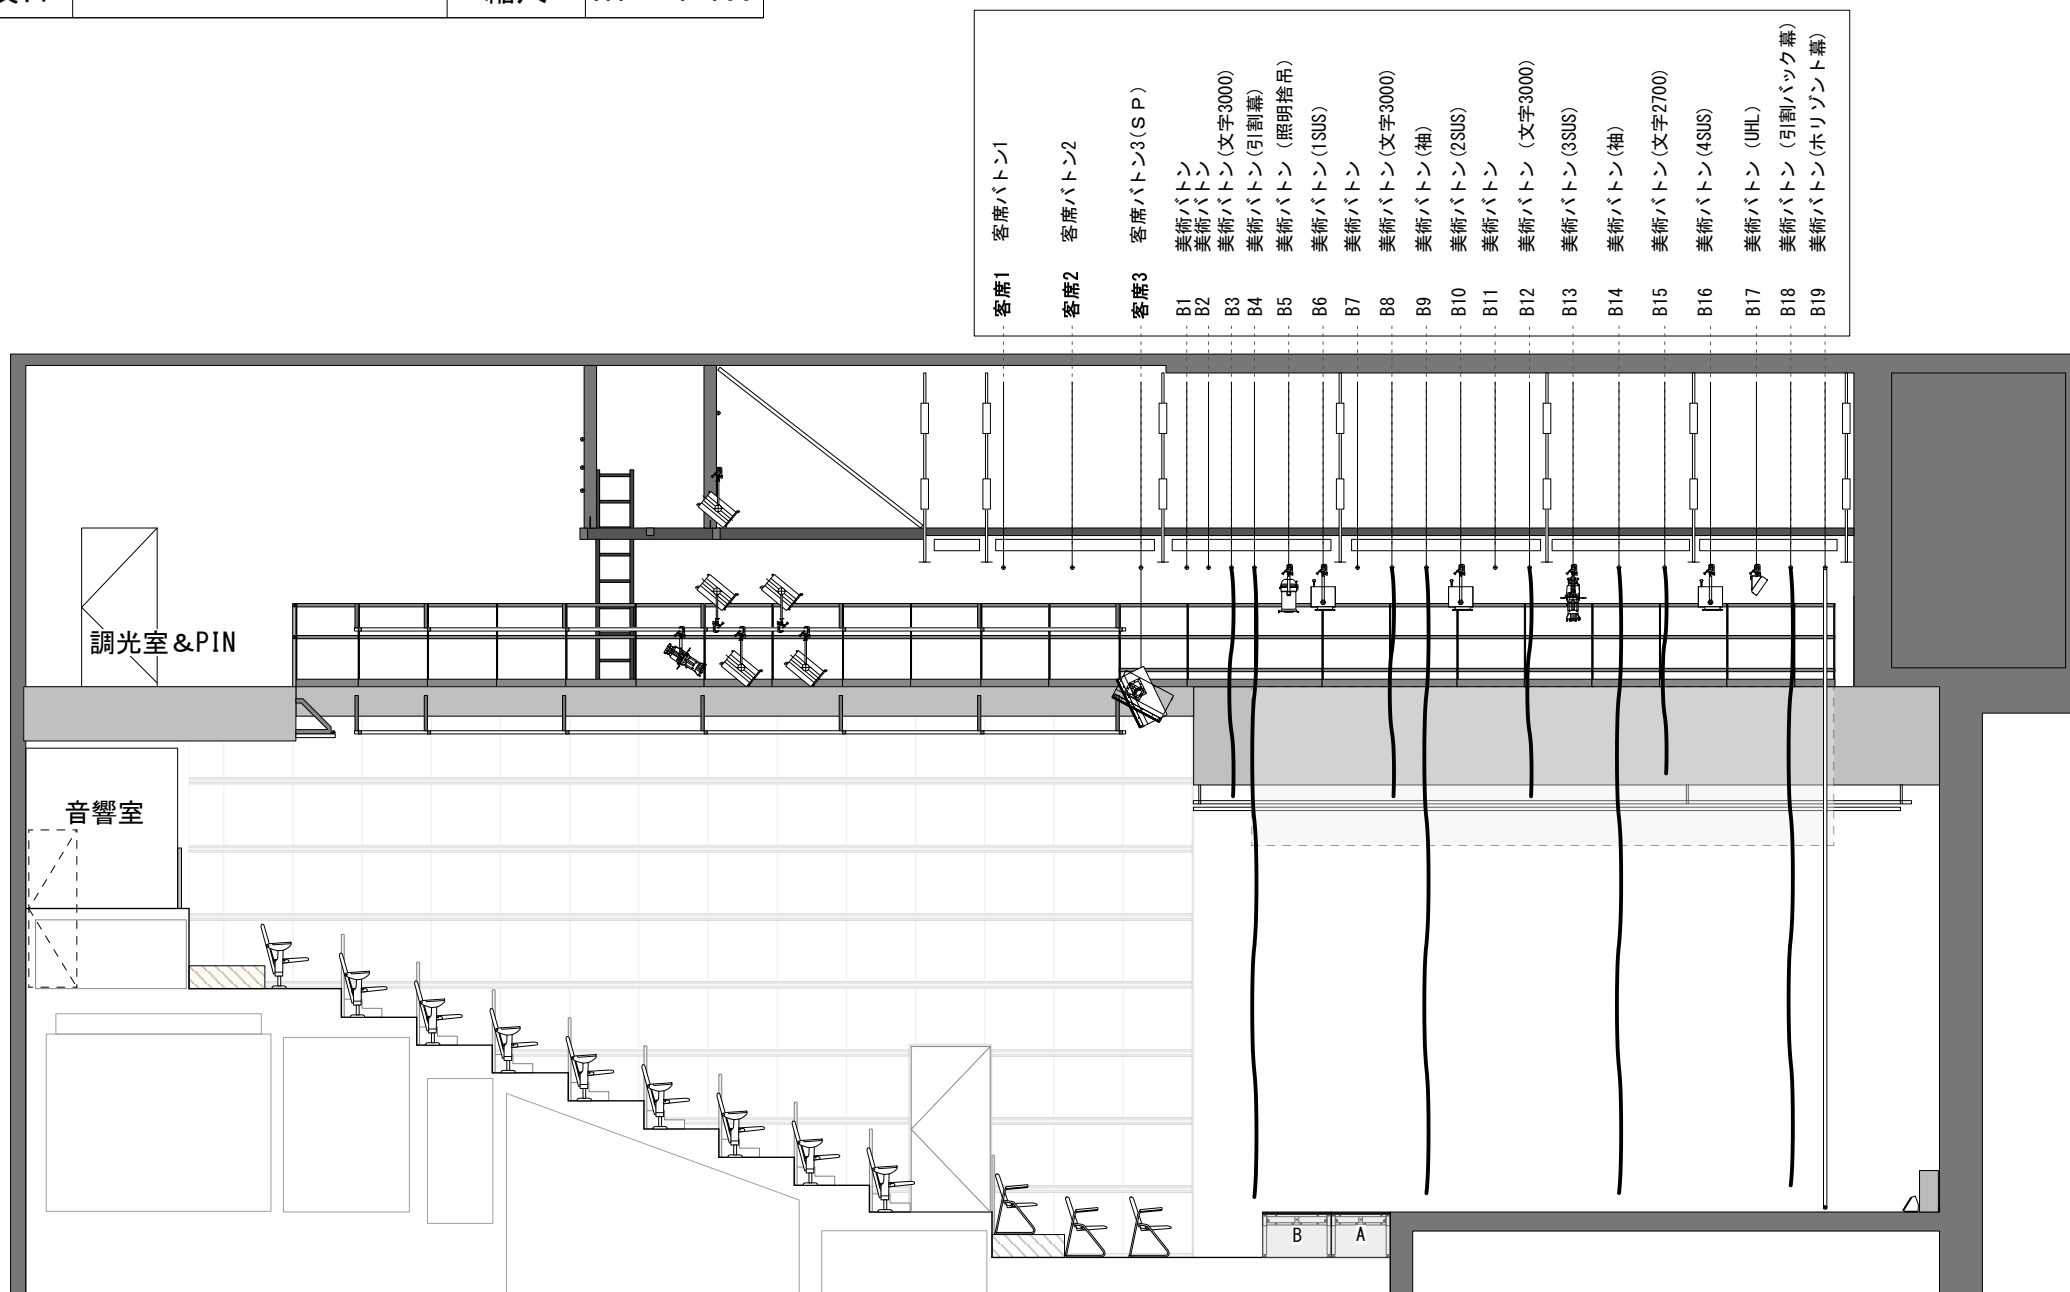 客席1 客席バトン1
客席2 客席バトン2
客席3 客席バトン3(ＳＰ)
B1 美術バトン
B2 美術バトン
B3 美術バトン(文字3000)
B4 美術バトン(引割幕)
B5 美術バトン (照明捨吊)
B6 美術バトン(1SUS)
B7 美術バトン
B8 美術バトン(文字3000)
B9 美術バトン(袖)
B10 美術バトン(2SUS)
B11 美術バトン
B12 美術バトン (文字3000)
B13 美術バトン(3SUS)
B14 美術バトン(袖)
B15 美術バトン(文字2700)
B16 美術バトン(4SUS)
B17 美術バトン (UHL)
B18 美術バトン (引割バック幕)
B19 美術バトン(ホリゾント幕)
調光室&PIN
音響室
B
A